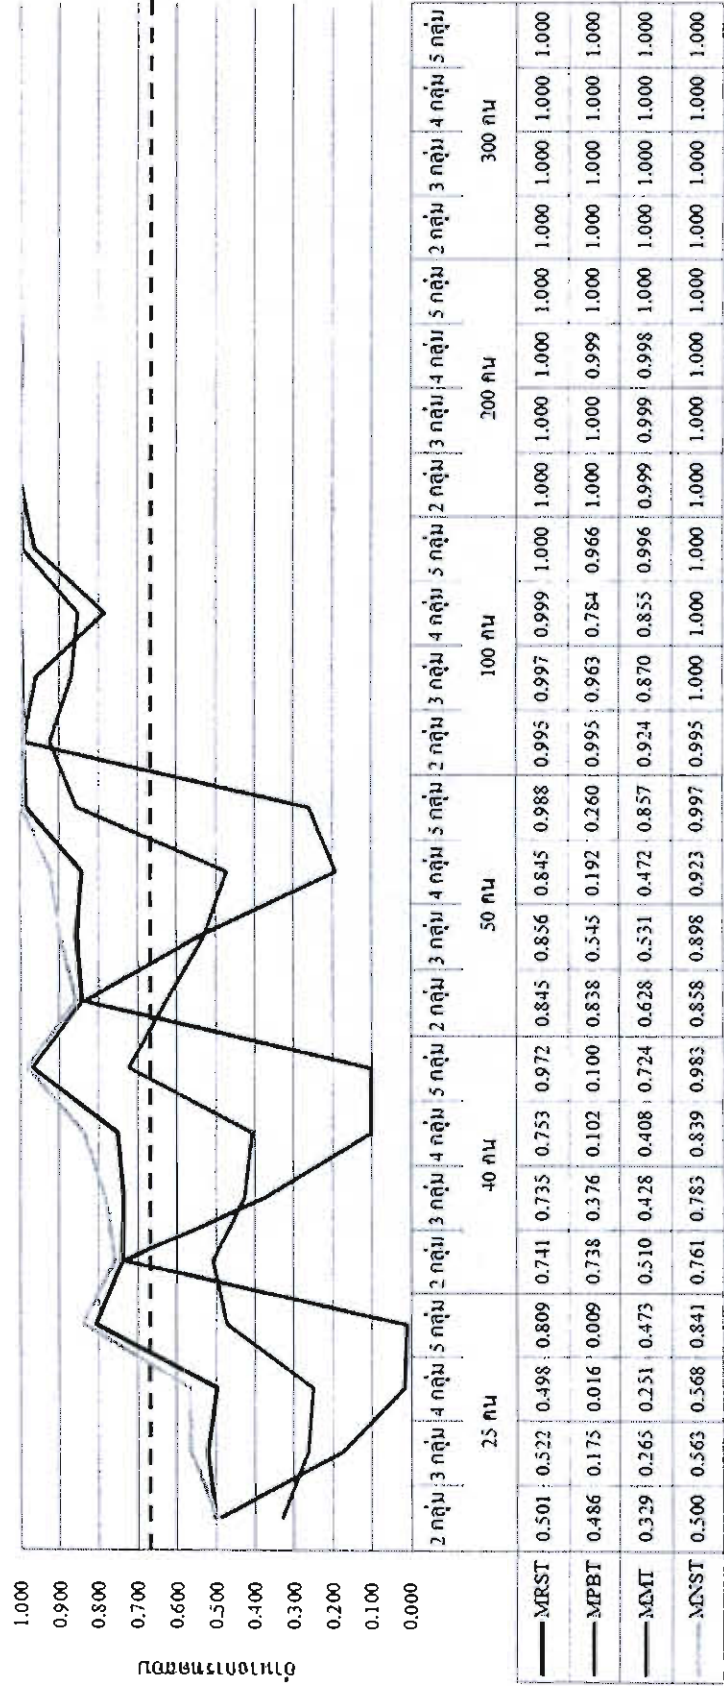 1.000
0.900
0.800
0.700
0.600
0.500
0.400
0.300
0.200
0.100
0.000
อำนาจการทดสอบ
2 กลุ่ม 3 กลุ่ม 4 กลุ่ม 5 กลุ่ม 2 กลุ่ม 3 กลุ่ม 4 กลุ่ม 5 กลุ่ม 2 กลุ่ม 3 กลุ่ม 4 กลุ่ม 5 กลุ่ม 2 กลุ่ม 3 กลุ่ม 4 กลุ่ม 5 กลุ่ม 2 กลุ่ม 3 กลุ่ม 4 กลุ่ม 5 กลุ่ม 2 กลุ่ม 3 กลุ่ม 4 กลุ่ม 5 กลุ่ม
25 คน 40 คน 50 คน 100 คน 200 คน 300 คน
MRST 0.501 0.522 0.498 0.809 0.741 0.735 0.753 0.972 0.845 0.856 0.845 0.988 0.995 0.997 0.999 1.000 1.000 1.000 1.000 1.000 1.000 1.000 1.000 1.000
MPBT 0.486 0.175 0.016 0.009 0.738 0.376 0.102 0.100 0.838 0.545 0.192 0.260 0.995 0.963 0.784 0.966 1.000 1.000 0.999 1.000 1.000 1.000 1.000 1.000
MMT 0.329 0.265 0.251 0.473 0.510 0.428 0.408 0.724 0.628 0.531 0.472 0.857 0.924 0.870 0.855 0.996 0.999 0.999 0.998 1.000 1.000 1.000 1.000 1.000
MNST 0.500 0.563 0.568 0.841 0.761 0.783 0.839 0.983 0.858 0.898 0.923 0.997 0.995 1.000 1.000 1.000 1.000 1.000 1.000 1.000 1.000 1.000 1.000 1.000